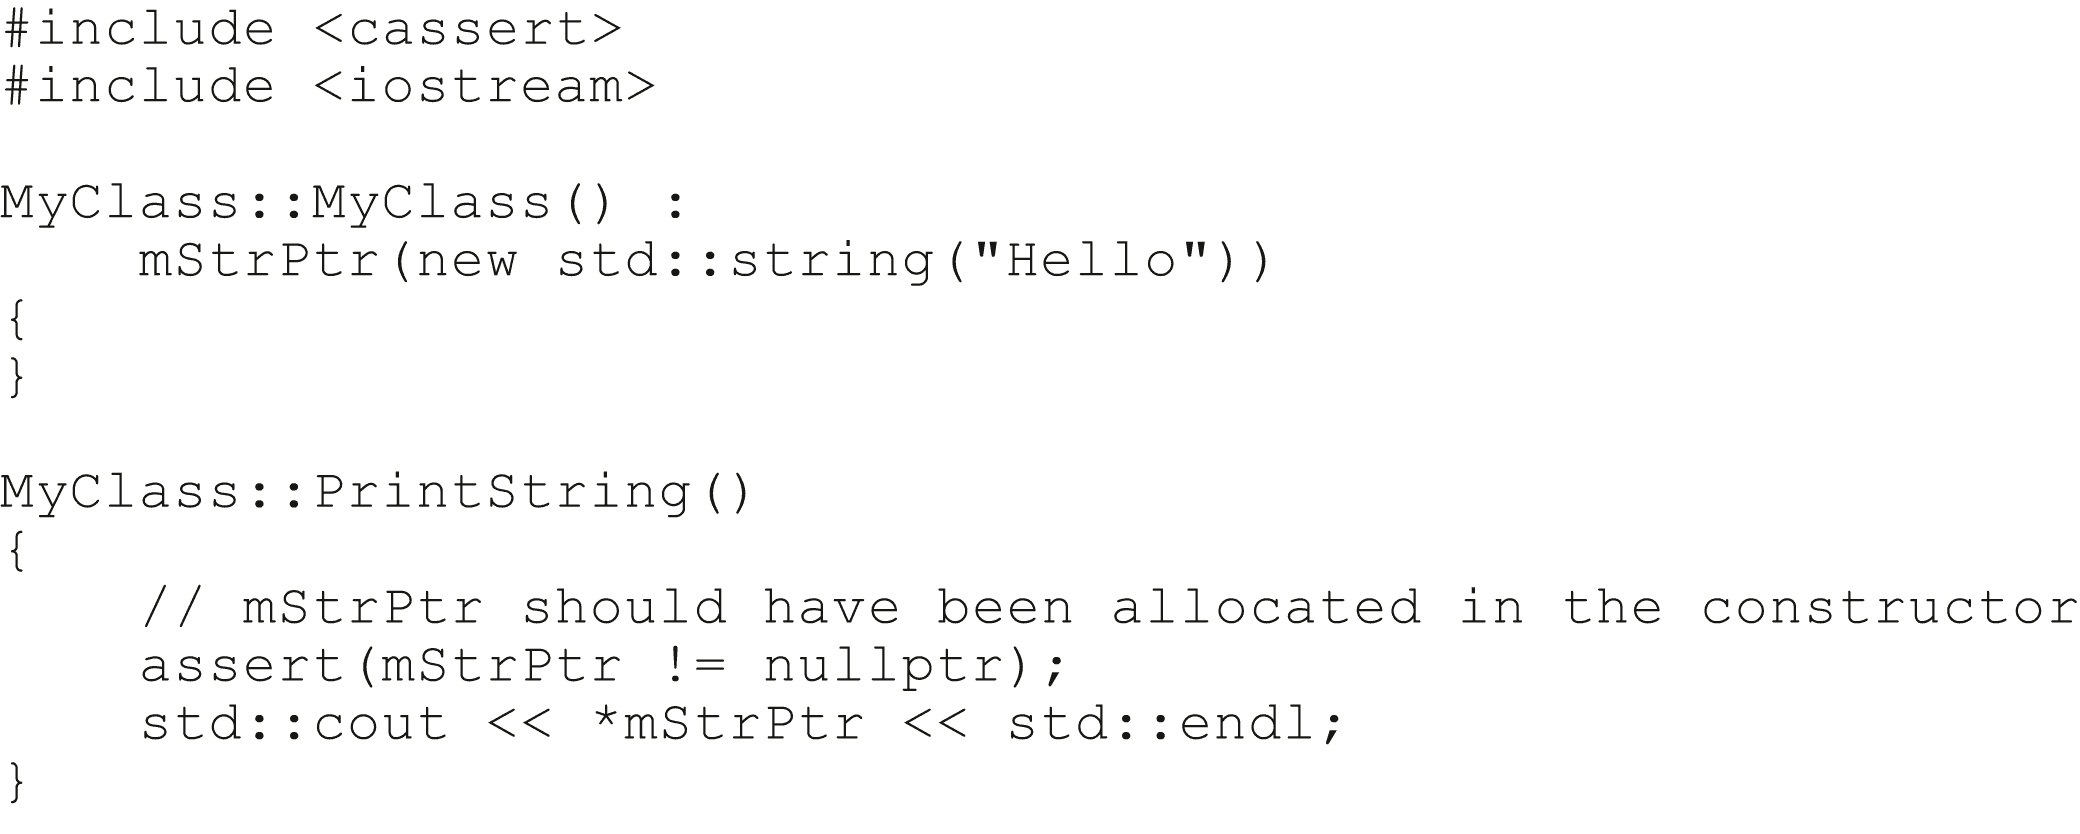 #include <cassert>
#include <iostream>

MyClass::MyClass() :
    mStrPtr(new std::string("Hello"))
{
}

MyClass::PrintString()
{
    // mStrPtr should have been allocated in the constructor
    assert(mStrPtr != nullptr);
    std::cout << *mStrPtr << std::endl;
}